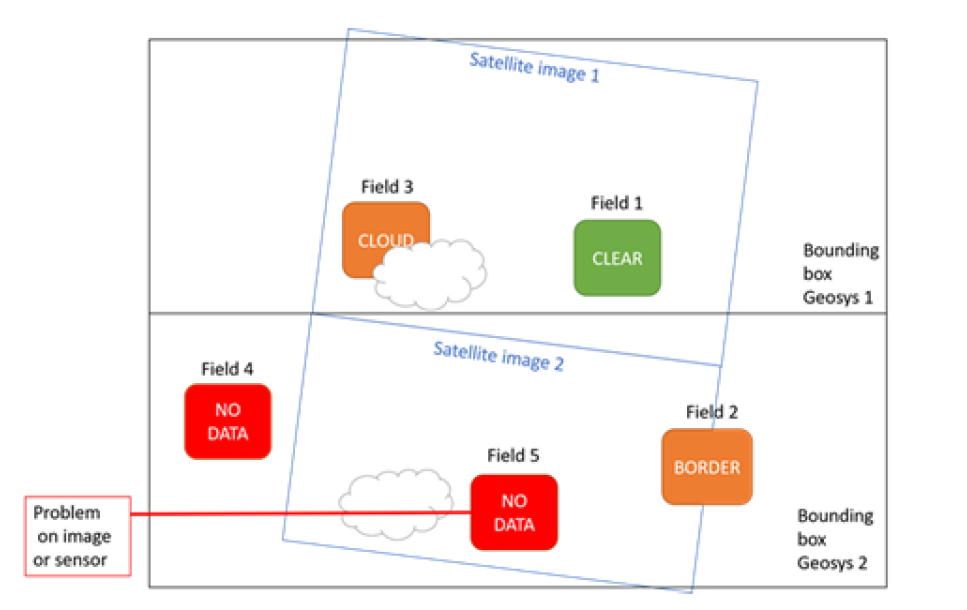 Satellite image 1
Field 3
Field 1
CLOUD
CLEAR
Bounding
box
Geosys 1
Satellite image 2
Field 4
NO
DATA
Field 2
BORDER
Field 5
NO
DATA
Problem
on image
or sensor
Bounding
box
Geosys 2